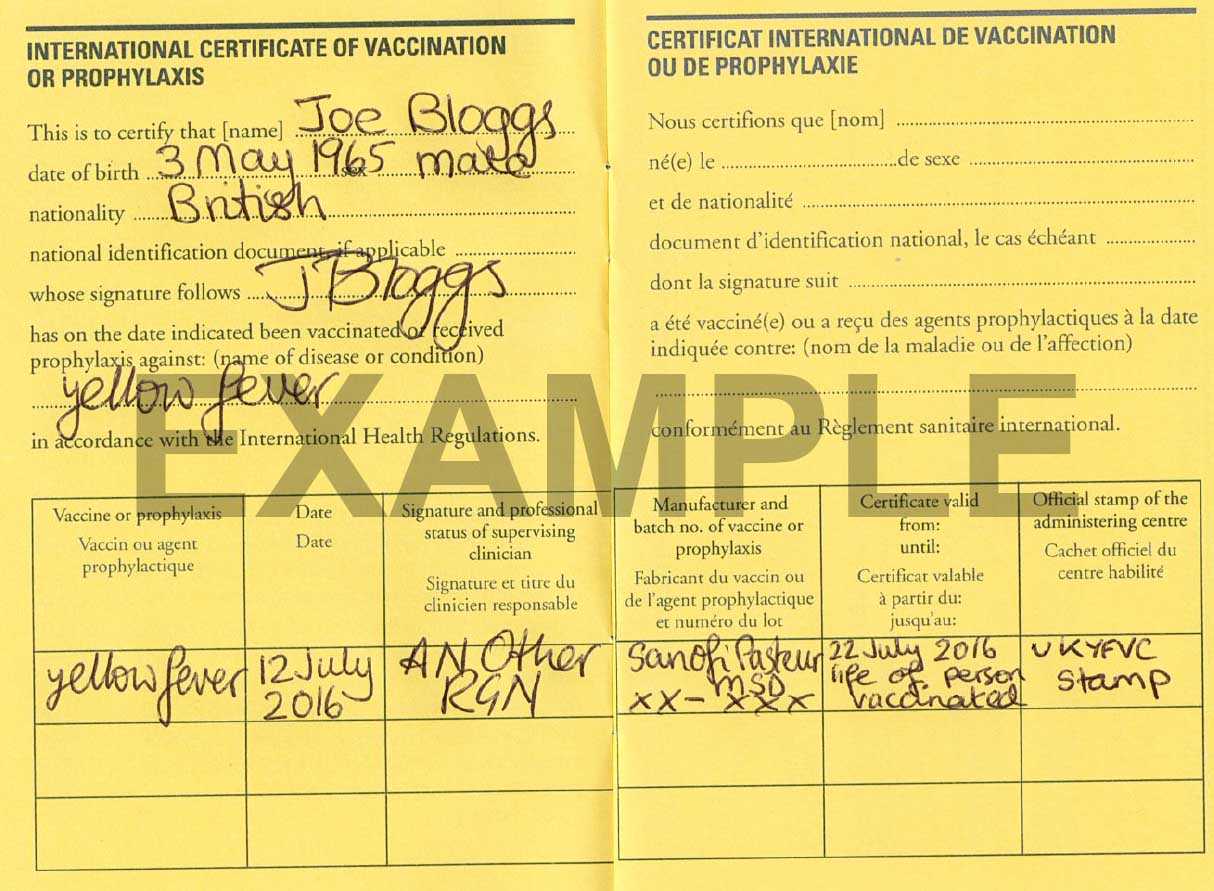 INTERNATIONAL CERTIFICATE OF VACCINATION
OR PROPHYLAXIS
This is to certify that [name] Joe Bloggs
date of birth 3 May 1965 sex male
nationality British
national identification document, if applicable
whose signature follows JBloggs
has on the date indicated been vaccinated or received
prophylaxis against: (name of disease or condition)
yellow fever
in accordance with the International Health Regulations.
CERTIFICAT INTERNATIONAL DE VACCINATION
OU DE PROPHYLAXIE
Nous certifions que [nom]
né(e) le de sexe
et de nationalité
document d'identification national, le cas échéant
dont la signature suit
a été vacciné(e) ou a reçu des agents prophylactiques à la date
indiquée contre: (nom de la maladie ou de l'affection)
conformément au Règlement sanitaire international.
EXAMPLE
Vaccine or prophylaxis
Vaccin ou agent
prophylactique
Date
Date
Signature and professional
status of supervising
clinician
Signature et titre du
clinicien responsable
Manufacturer and
batch no. of vaccine or
prophylaxis
Fabricant du vaccin ou
de l'agent prophylactique
et numéro du lot
Certificate valid
from:
until:
Certificat valable
à partir du:
jusqu'au:
Official stamp of the
administering centre
Cachet officiel du
centre habilité
yellow fever
12 July
2016
AN Other
RGN
Sanofi Pasteur
MSD
xx - xxx
22 July 2016
life of person
vaccinated
UKYFVC
stamp